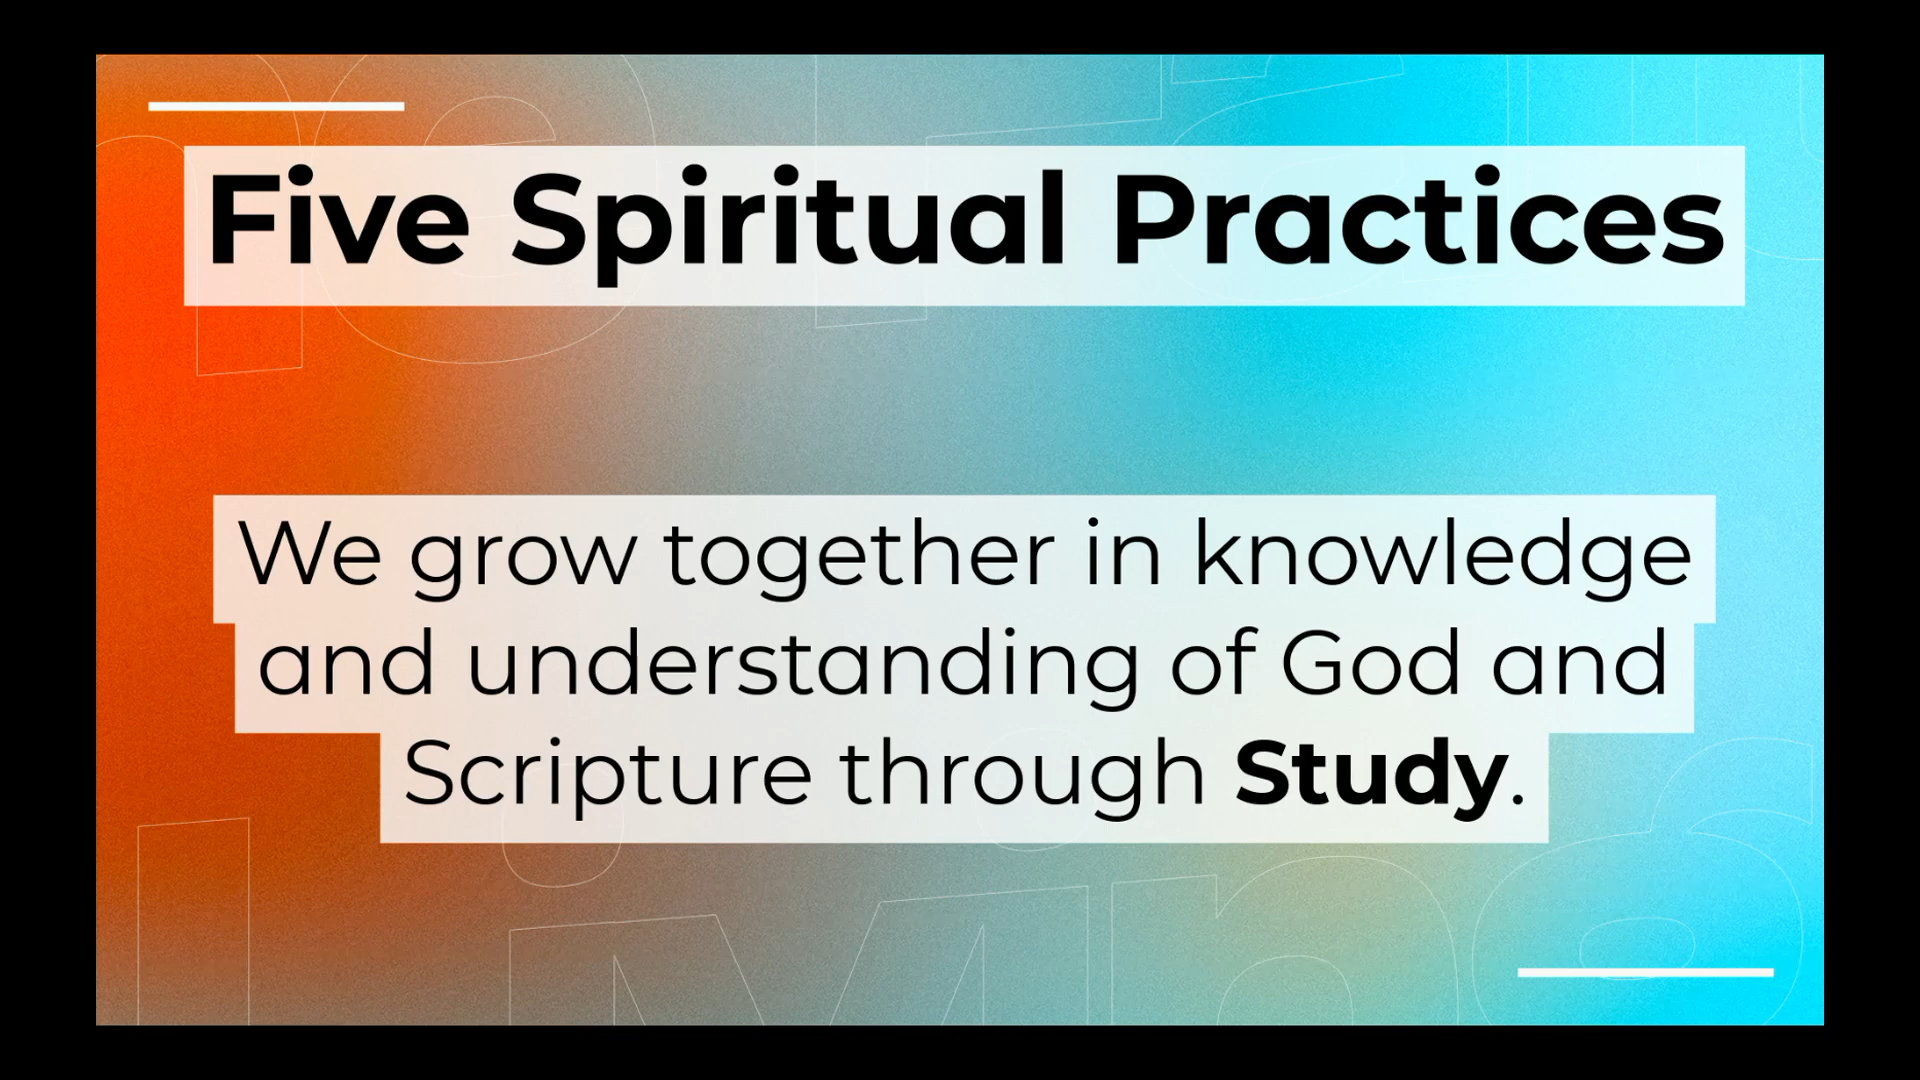 Five Spiritual Practices
We grow together in knowledge
and understanding of God and
Scripture through Study.